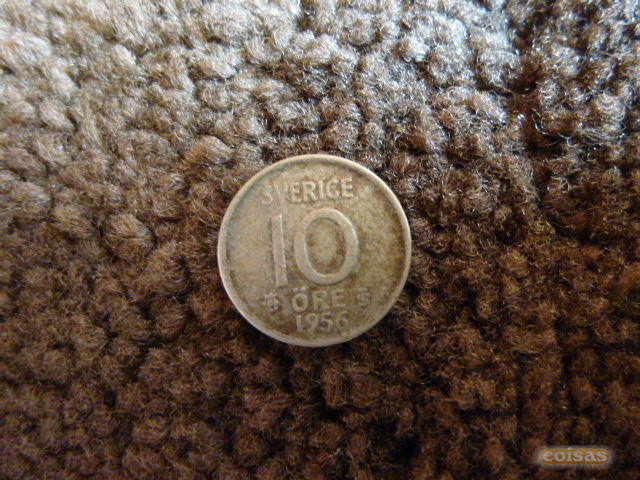 SVERIGE
10
ÖRE
1956
coisas